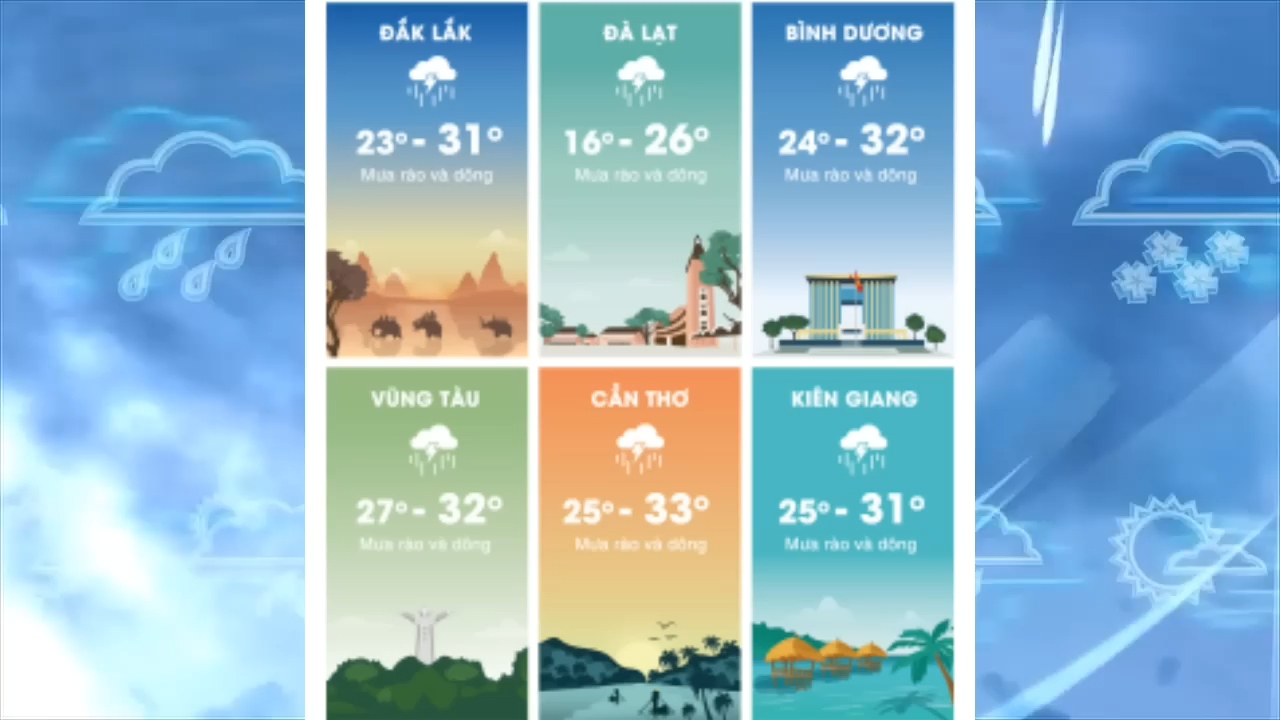 ĐẮK LẮK
23° - 31°
Mưa rào và dông
ĐÀ LẠT
16° - 26°
Mưa rào và dông
BÌNH DƯƠNG
24° - 32°
Mưa rào và dông
VŨNG TÀU
27° - 32°
Mưa rào và dông
CẦN THƠ
25° - 33°
Mưa rào và dông
KIÊN GIANG
25° - 31°
Mưa rào và dông